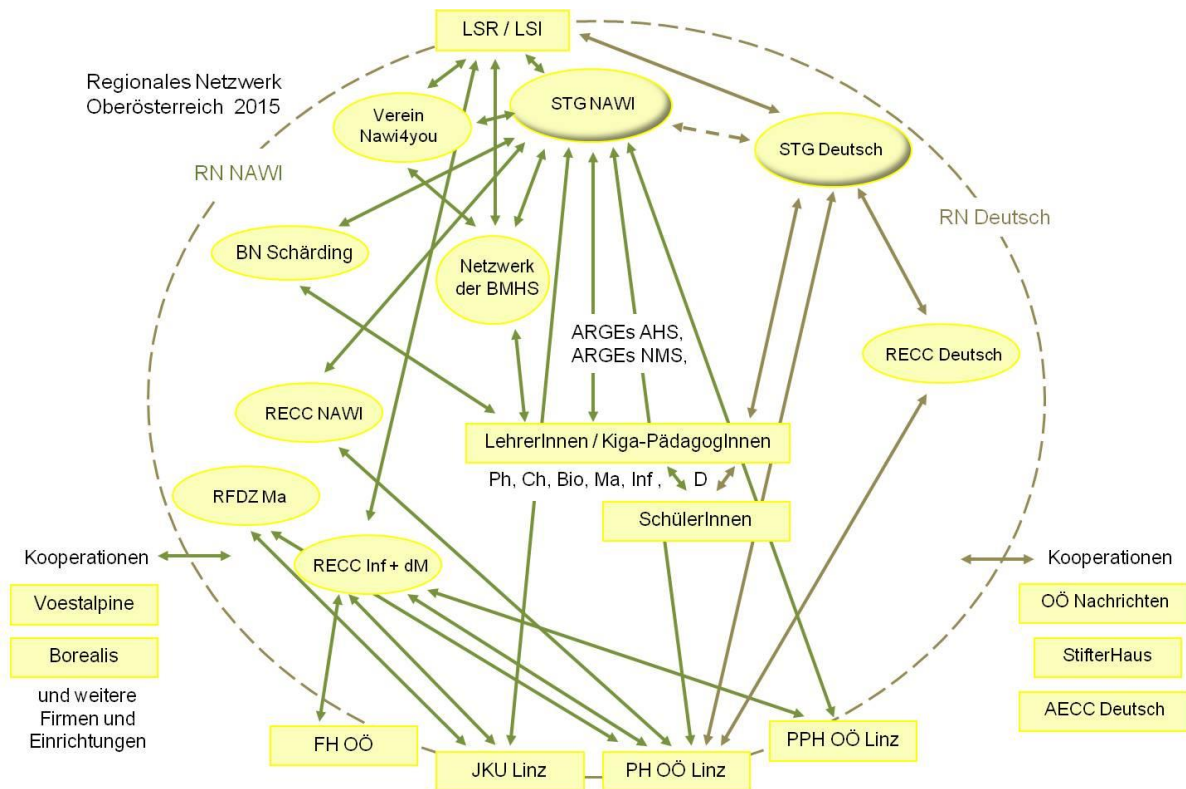 LSR / LSI
Regionales Netzwerk
Oberösterreich 2015
Verein
Nawi4you
STG NAWI
STG Deutsch
RN NAWI
RN Deutsch
BN Schärding
Netzwerk
der BMHS
ARGEs AHS,
ARGEs NMS,
RECC Deutsch
RECC NAWI
LehrerInnen / Kiga-PädagogInnen
Ph, Ch, Bio, Ma, Inf , D
RFDZ Ma
SchülerInnen
Kooperationen
RECC Inf + dM
Kooperationen
Voestalpine
OÖ Nachrichten
Borealis
StifterHaus
und weitere
Firmen und
Einrichtungen
AECC Deutsch
FH OÖ
JKU Linz
PH OÖ Linz
PPH OÖ Linz